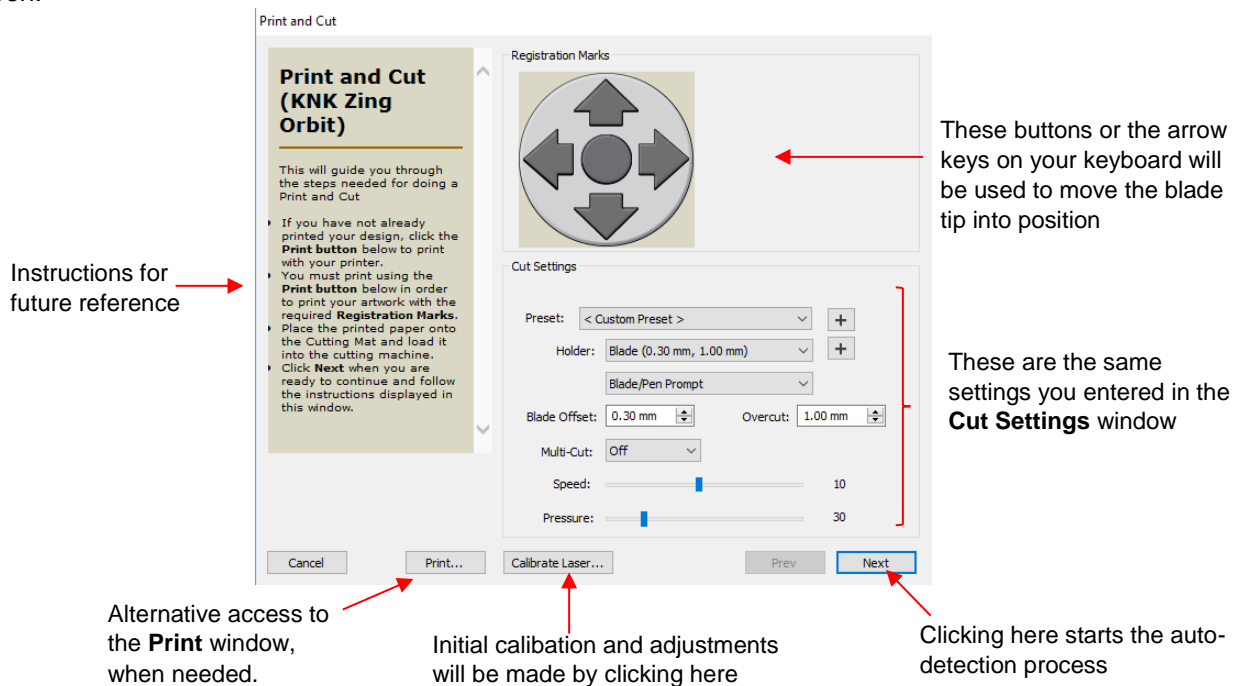 Print and Cut
Print and Cut
(KNK Zing
Orbit)
This will guide you through
the steps needed for doing a
Print and Cut
If you have not already
printed your design, click the
Print button below to print
with your printer.
You must print using the
Print button below in order
to print your artwork with the
required Registration Marks.
Place the printed paper onto
the Cutting Mat and load it
into the cutting machine.
Click Next when you are
ready to continue and follow
the instructions displayed in
this window.
Instructions for
future reference
Registration Marks
These buttons or the arrow
keys on your keyboard will
be used to move the blade
tip into position
Cut Settings
Preset: < Custom Preset > +
Holder: Blade (0.30 mm, 1.00 mm) +
Blade/Pen Prompt
Blade Offset: 0.30 mm Overcut: 1.00 mm
Multi-Cut: Off
Speed: 10
Pressure: 30
These are the same
settings you entered in the
Cut Settings window
Cancel Print... Calibrate Laser... Prev Next
Alternative access to
the Print window,
when needed.
Initial calibation and adjustments
will be made by clicking here
Clicking here starts the auto-
detection process